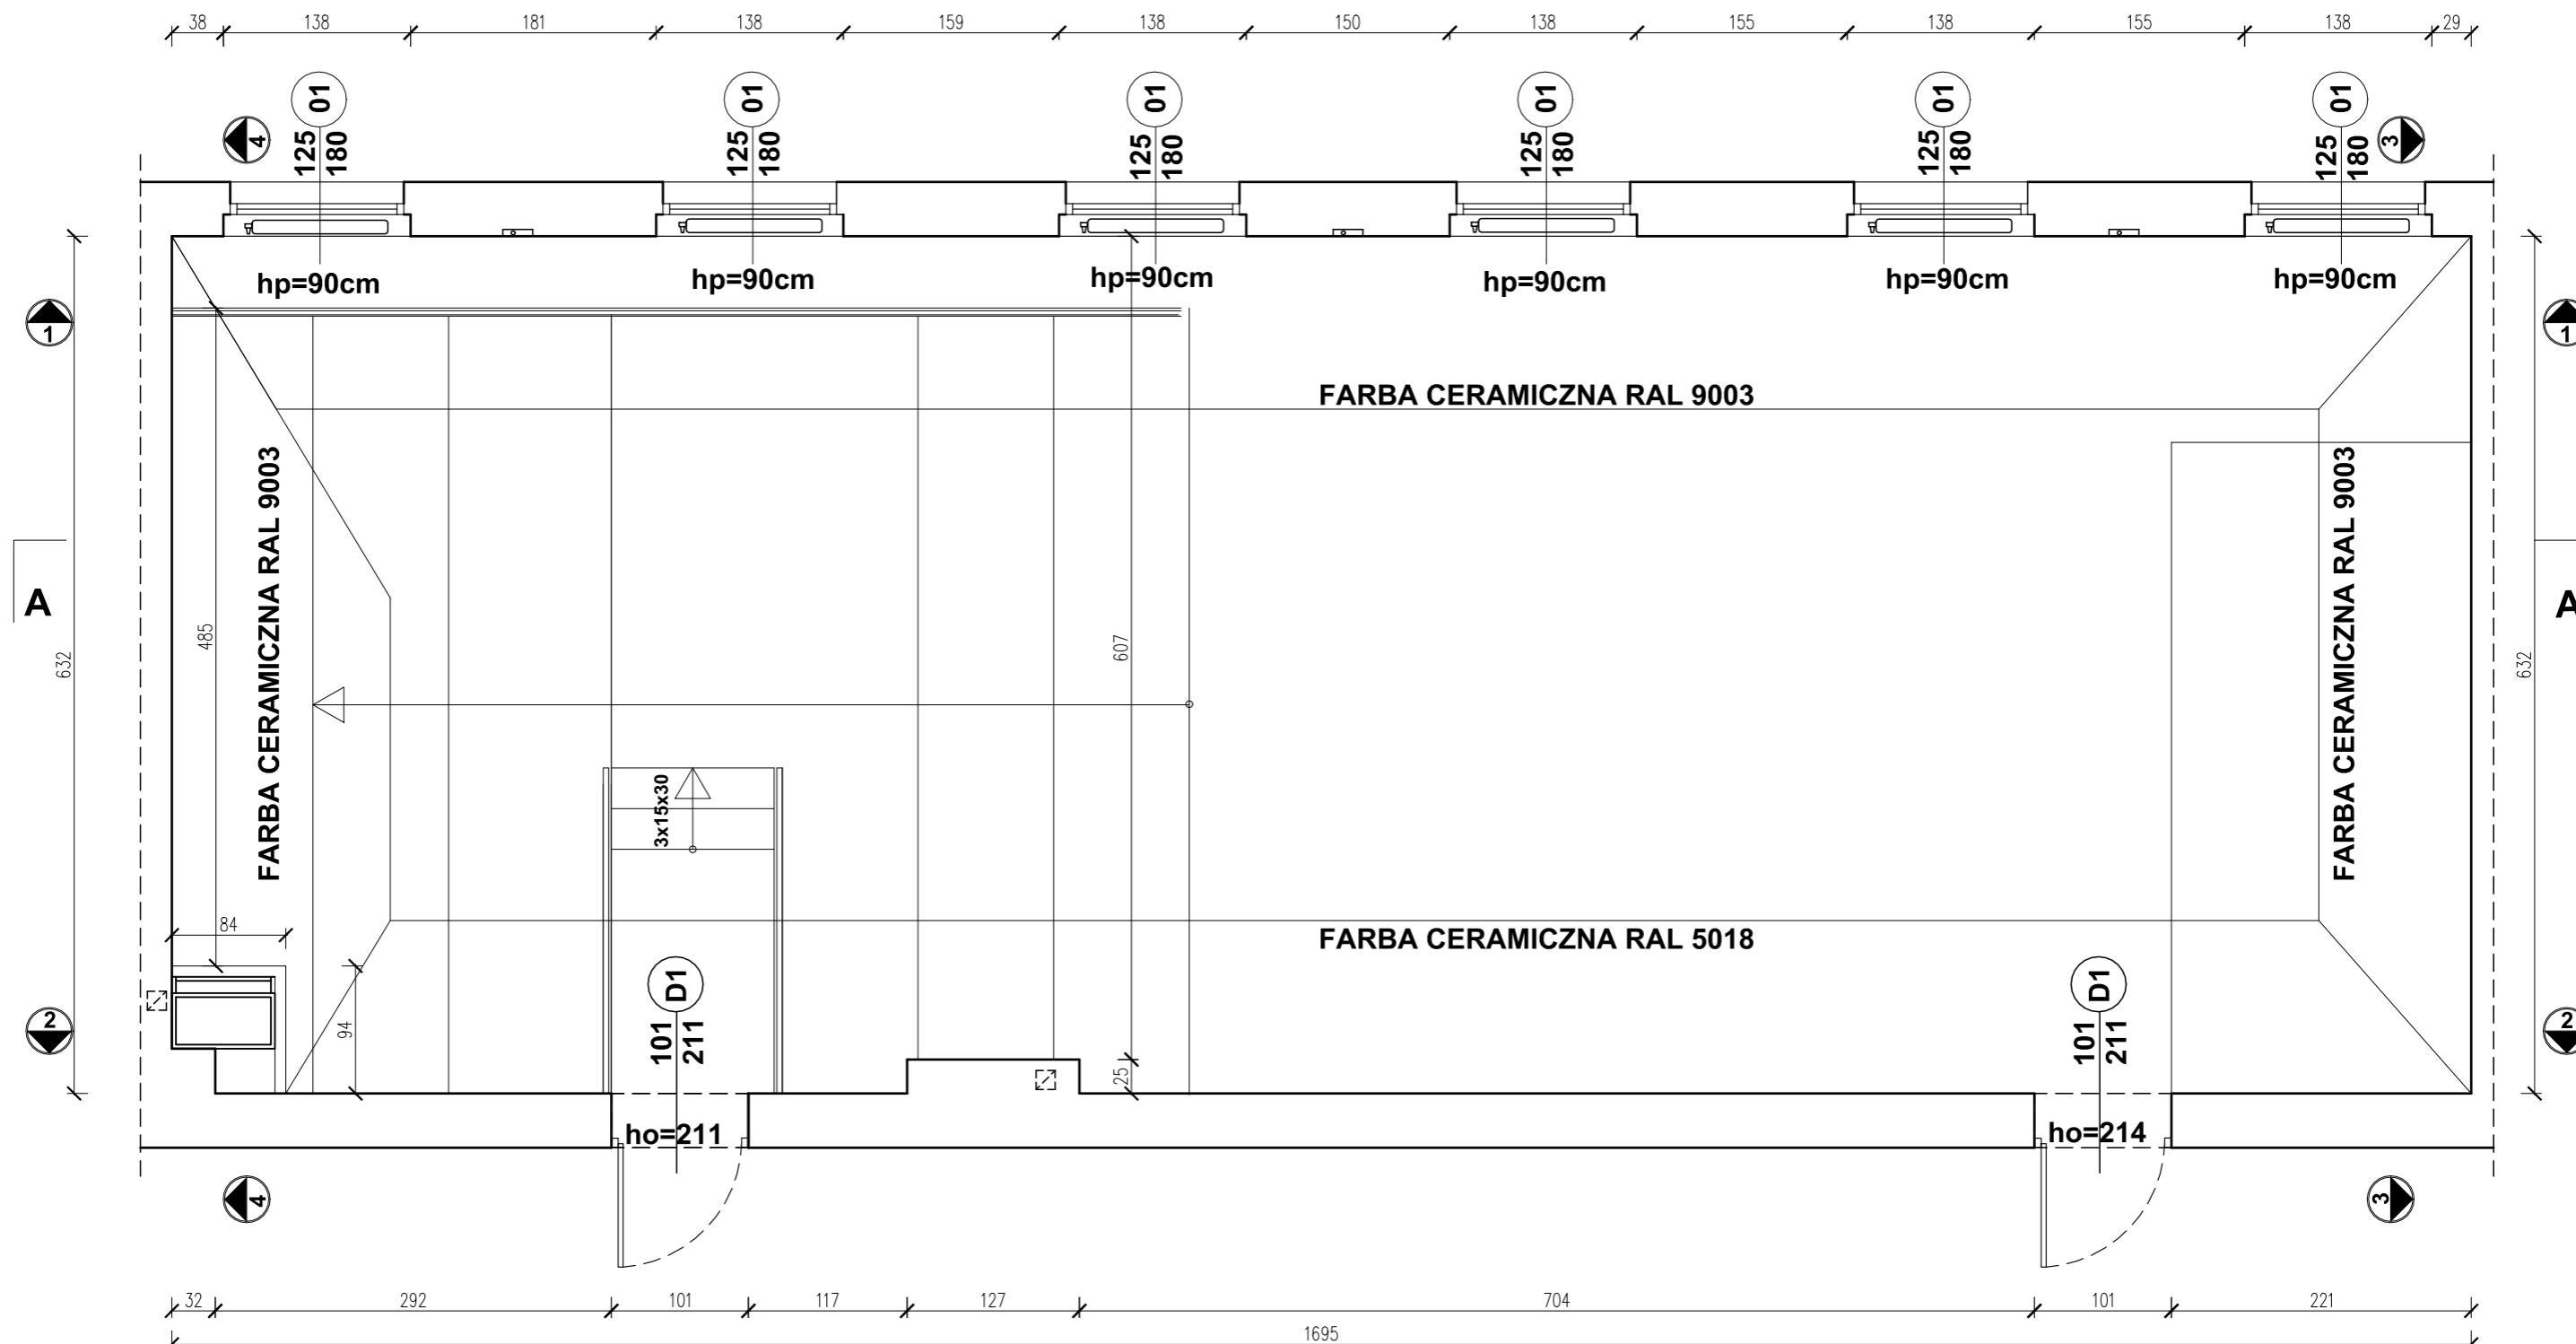 38 138 181 138 159 138 150 138 155 138 155 138 29
01 01 01 01 01 01
4 3
125 125 125 125 125 125
180 180 180 180 180 180
hp=90cm hp=90cm hp=90cm hp=90cm hp=90cm hp=90cm
1 1
FARBA CERAMICZNA RAL 9003
FARBA CERAMICZNA RAL 9003
FARBA CERAMICZNA RAL 9003
A A
485 607
632 632
3x15x30
84
FARBA CERAMICZNA RAL 5018
D1 D1
2 94 2
101 101
211 211
25
ho=211 ho=214
4 3
32 292 101 117 127 704 101 221
1695